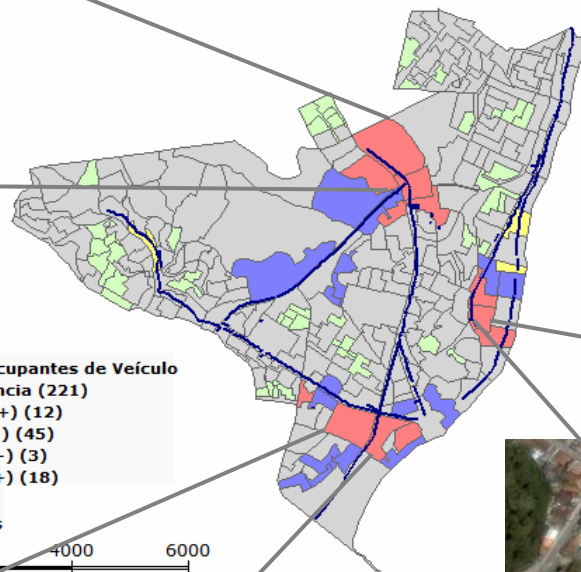 cupantes de Veículo
ncia (221)
+) (12)
) (45)
-) (3)
+) (18)
s
4000 6000